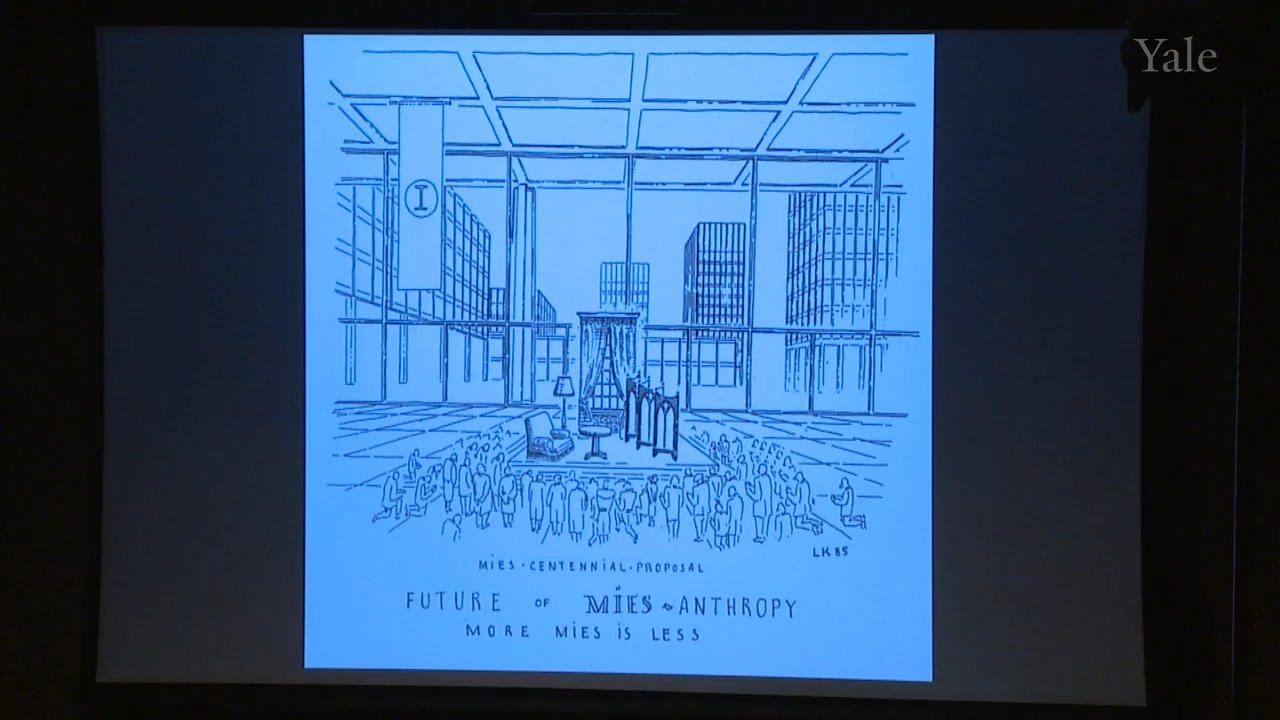 Yale
I
LK85
MiES · CENTENNiAL · PROPOSAL
FUTURE OF MiES ANTHROPY
MORE MiES iS LESS